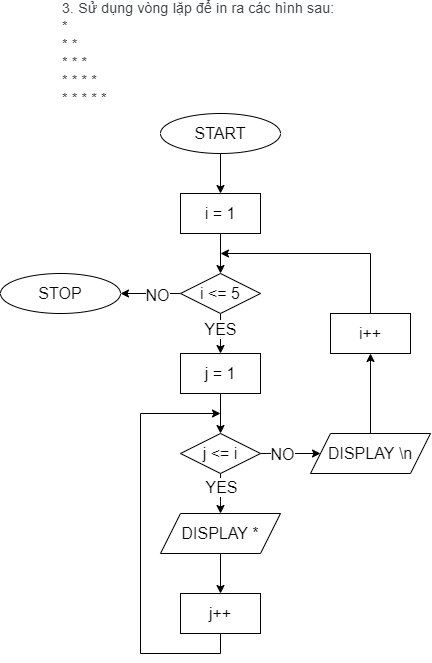 3. Sử dụng vòng lặp để in ra các hình sau:
*
* *
* * *
* * * *
* * * * *
START
i = 1
STOP
NO
i <= 5
i++
YES
j = 1
j <= i
NO
DISPLAY \n
YES
DISPLAY *
j++